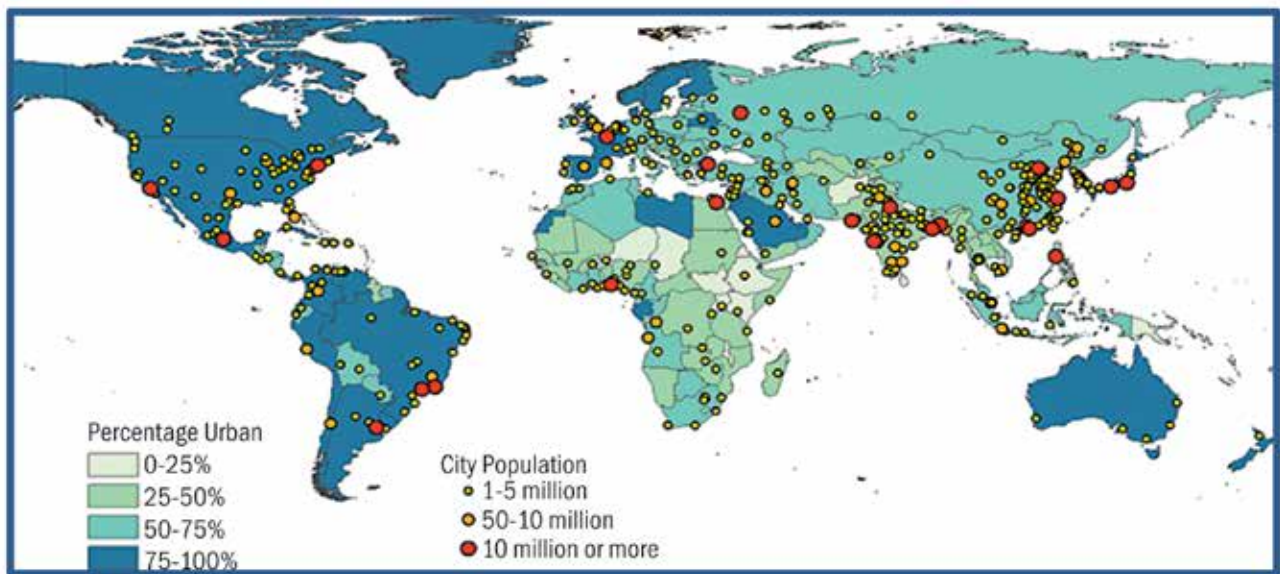 Percentage Urban
0-25%
25-50%
50-75%
75-100%
City Population
1-5 million
50-10 million
10 million or more